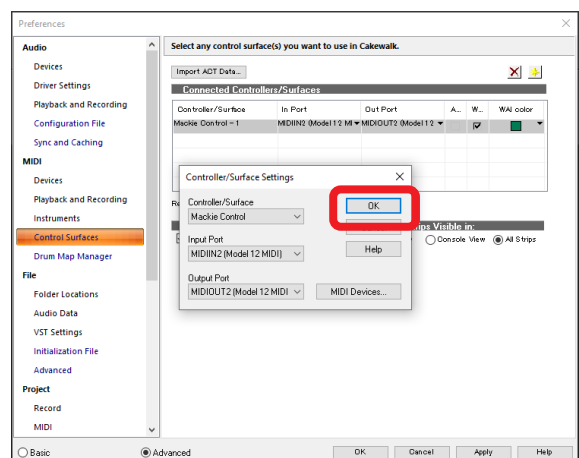 Preferences
Audio
Devices
Driver Settings
Playback and Recording
Configuration File
Sync and Caching
MIDI
Devices
Playback and Recording
Instruments
Control Surfaces
Drum Map Manager
File
Folder Locations
Audio Data
VST Settings
Initialization File
Advanced
Project
Record
MIDI
Basic
Advanced
Select any control surface(s) you want to use in Cakewalk.
Import ACT Data...
Connected Controllers/Surfaces
Controller/Surface In Port Out Port A... W... WAI color
Mackie Control - 1 MIDIIN2 (Model 12 MI MIDIOUT2 (Model 12
Controller/Surface Settings
Controller/Surface
Mackie Control
OK
Input Port
MIDIIN2 (Model 12 MIDI)
Help
Output Port
MIDIOUT2 (Model 12 MIDI
MIDI Devices...
ips Visible in:
Console View All Strips
OK Cancel Apply Help